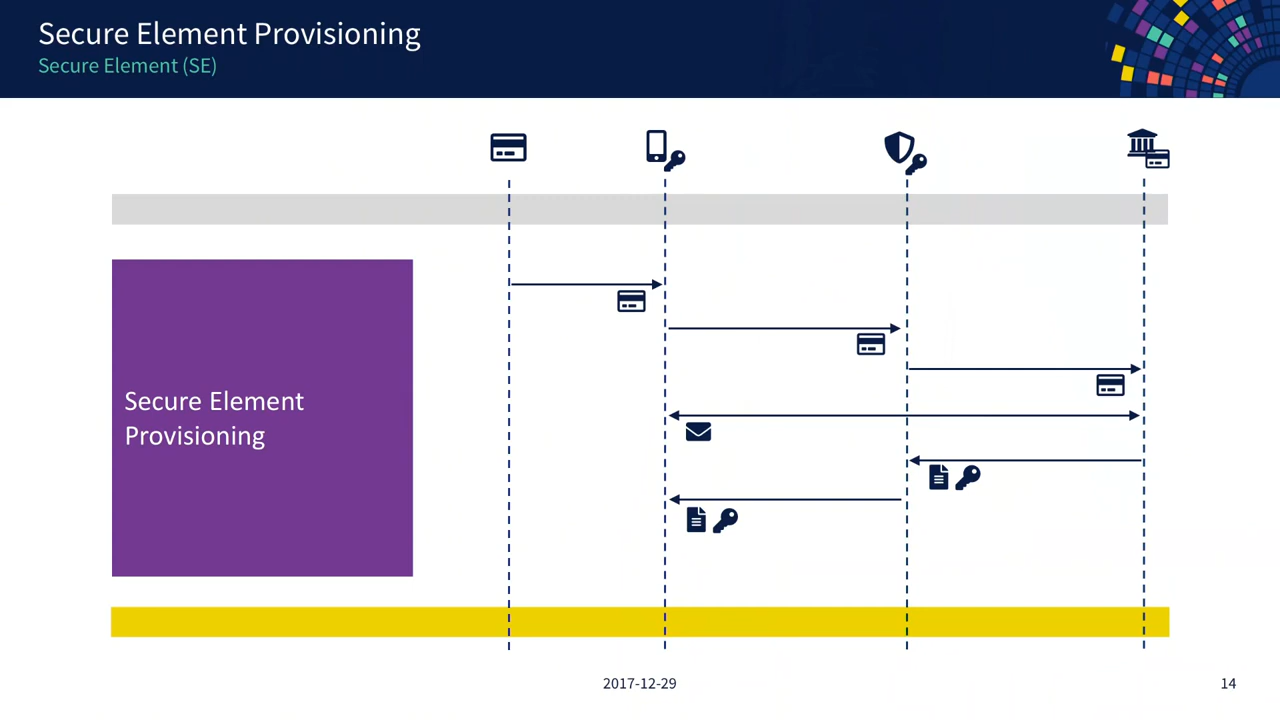 Secure Element Provisioning
Secure Element (SE)
Secure Element
Provisioning
2017-12-29
14